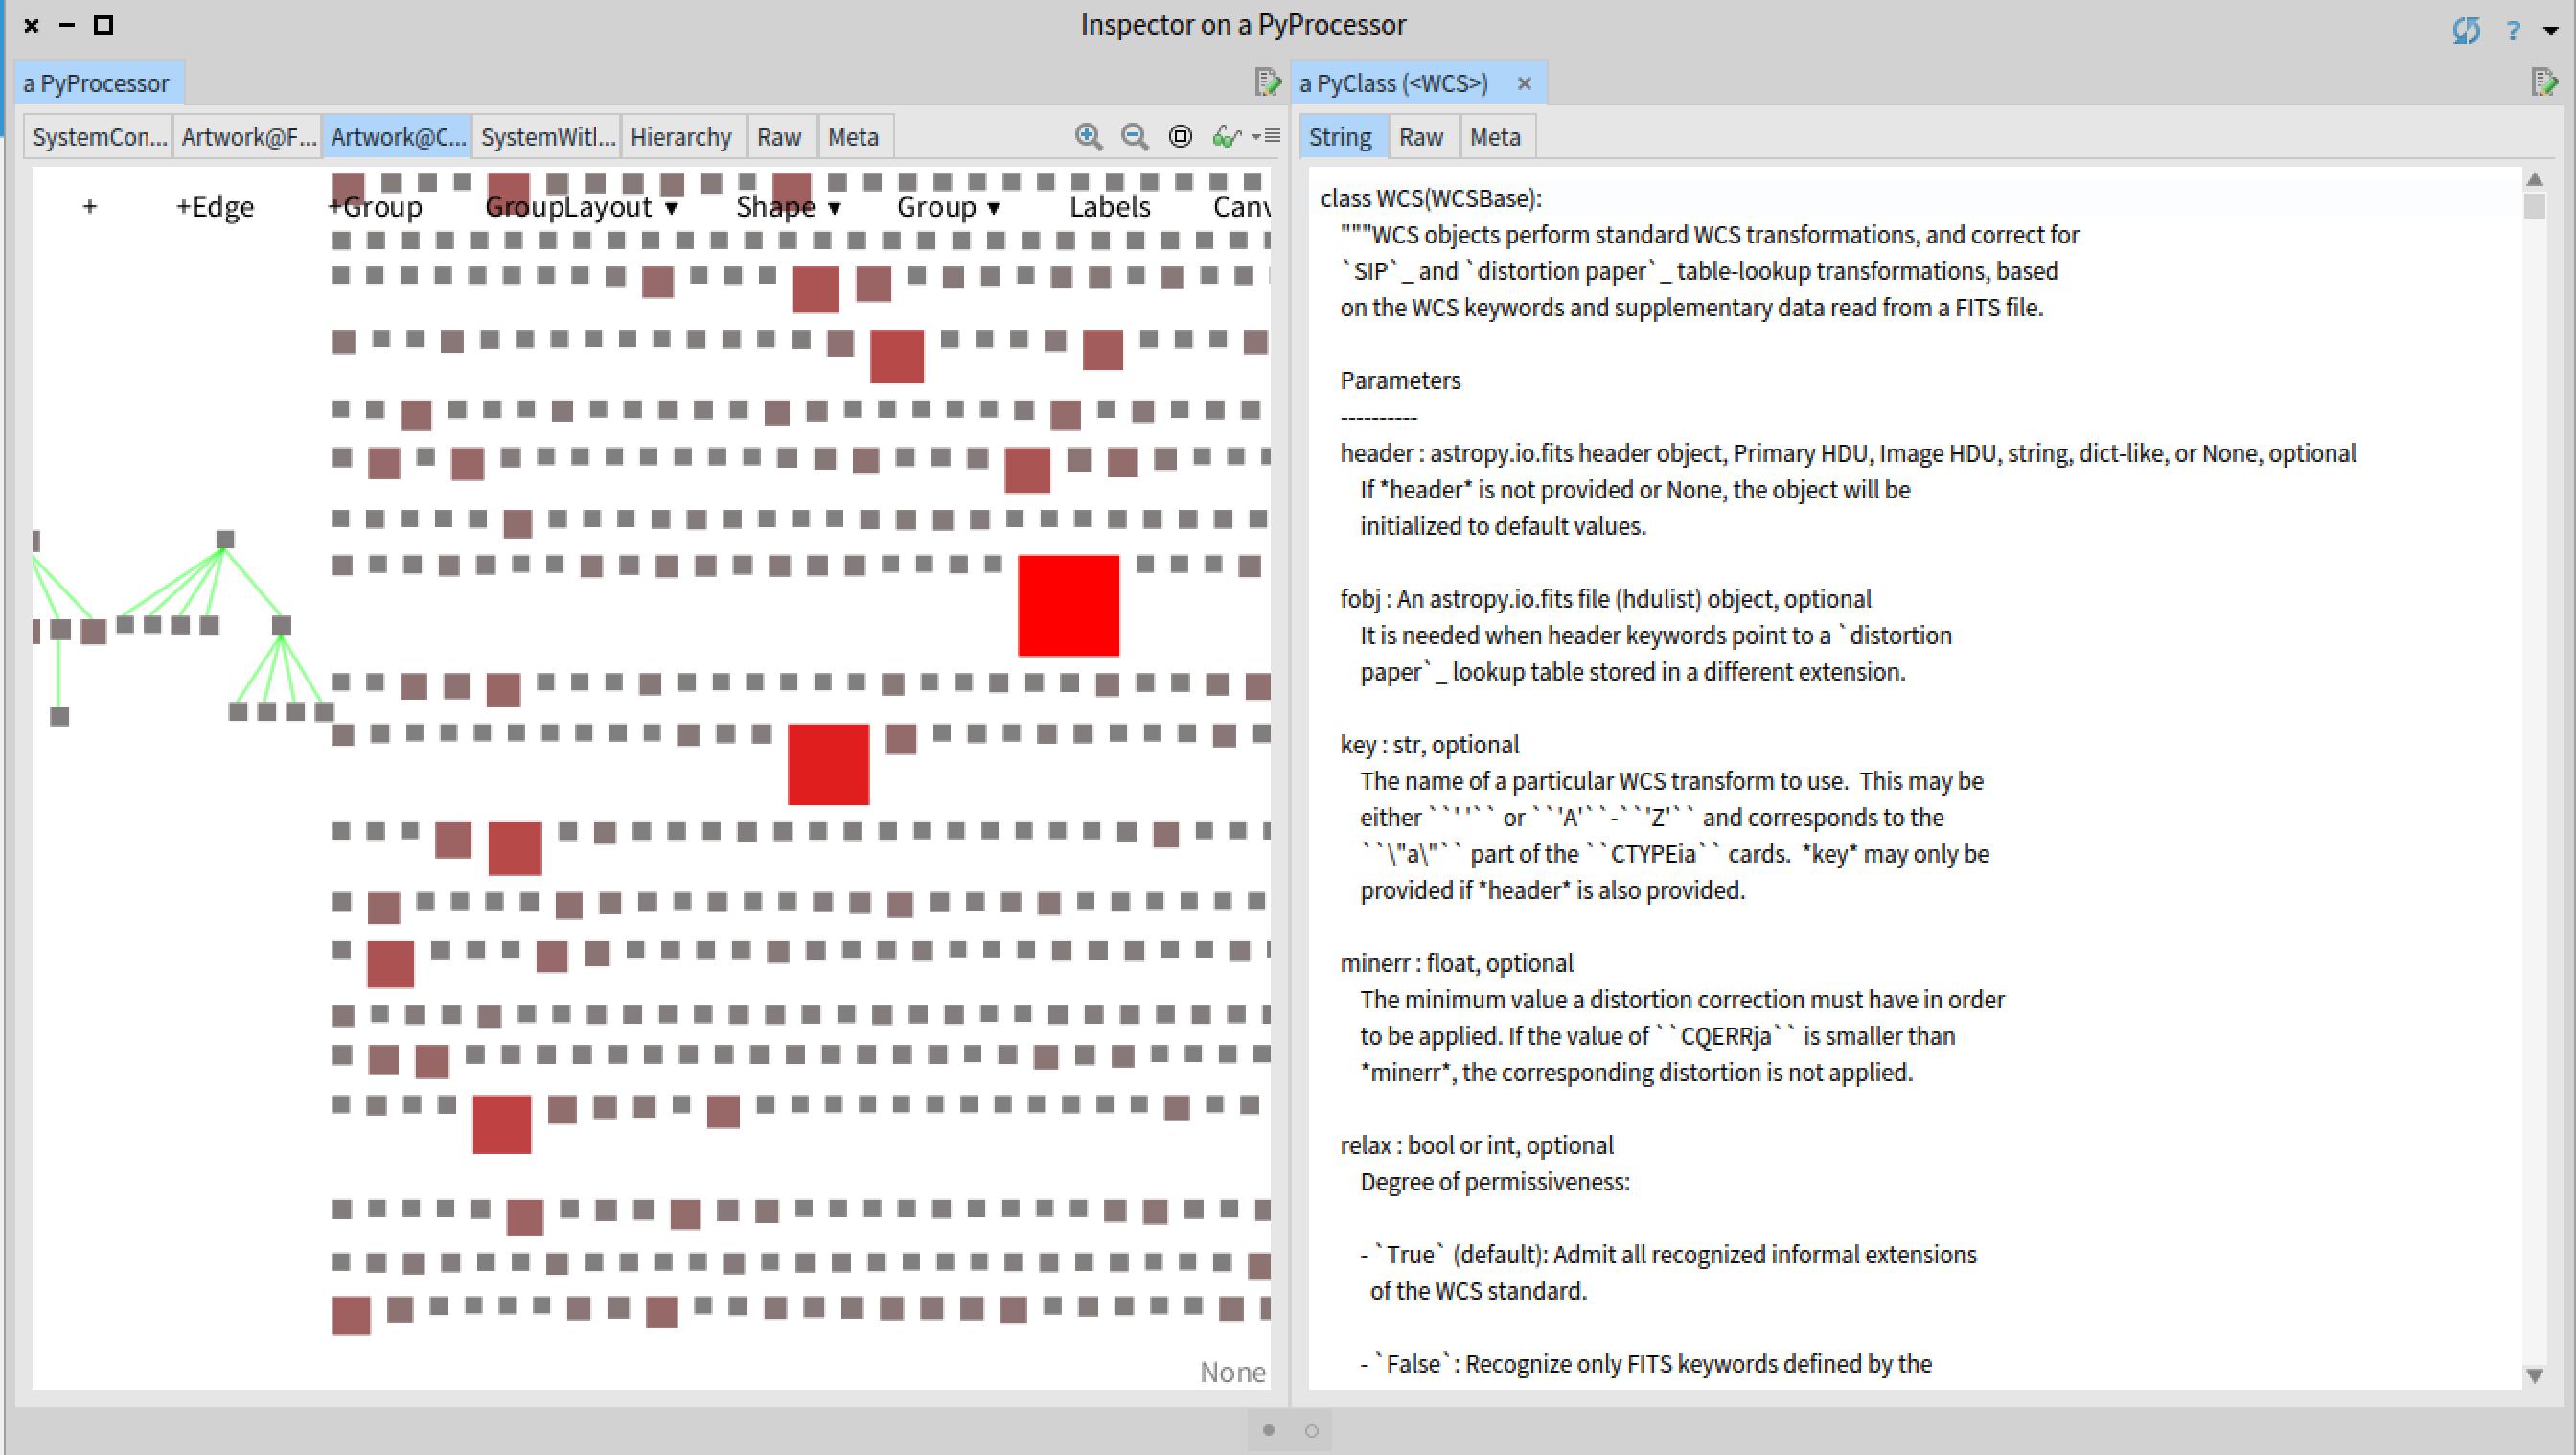 Inspector on a PyProcessor
?
a PyProcessor
SystemCon... Artwork@F... Artwork@C... SystemWitl... Hierarchy Raw Meta
+ +Edge +Group GroupLayout ▾ Shape ▾ Group ▾ Labels Canv
None
a PyClass (<WCS>) ×
String Raw Meta
class WCS(WCSBase):
"""WCS objects perform standard WCS transformations, and correct for
`SIP`_ and `distortion paper`_ table-lookup transformations, based
on the WCS keywords and supplementary data read from a FITS file.
Parameters
----------
header : astropy.io.fits header object, Primary HDU, Image HDU, string, dict-like, or None, optional
If *header* is not provided or None, the object will be
initialized to default values.
fobj : An astropy.io.fits file (hdulist) object, optional
It is needed when header keywords point to a `distortion
paper`_ lookup table stored in a different extension.
key : str, optional
The name of a particular WCS transform to use.  This may be
either ``' '`` or ``'A'``-``'Z'`` and corresponds to the
``\"a\"`` part of the ``CTYPEia`` cards.  *key* may only be
provided if *header* is also provided.
minerr : float, optional
The minimum value a distortion correction must have in order
to be applied. If the value of ``CQERRja`` is smaller than
*minerr*, the corresponding distortion is not applied.
relax : bool or int, optional
Degree of permissiveness:
- `True` (default): Admit all recognized informal extensions
of the WCS standard.
- `False`: Recognize only FITS keywords defined by the